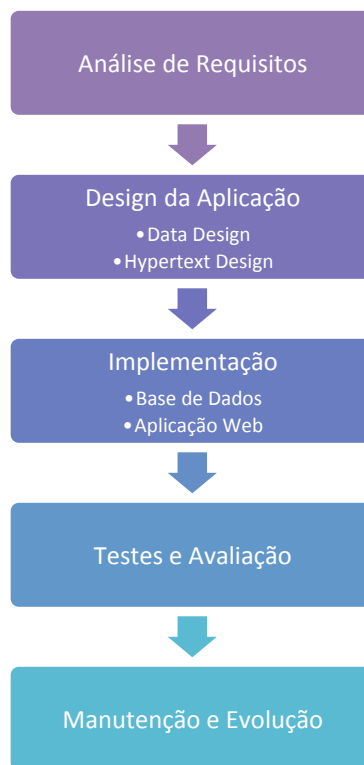 Análise de Requisitos
Design da Aplicação
•Data Design
•Hypertext Design
Implementação
•Base de Dados
•Aplicação Web
Testes e Avaliação
Manutenção e Evolução